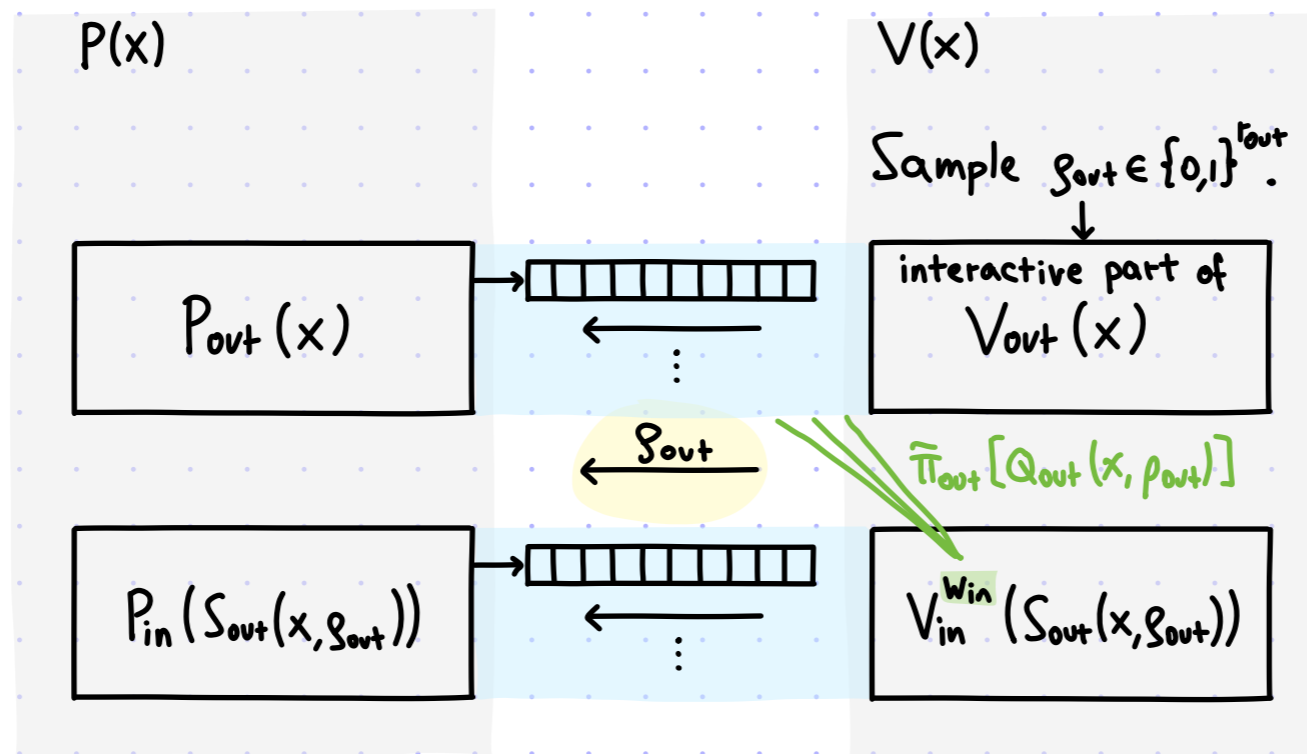 P(x)
V(x)
Sample ρout ∈ {0,1}^rout.
Pout (x)
interactive part of
Vout (x)
⋮
ρout
π̃out [Qout (x, ρout)]
Pin (Sout (x, ρout))
Vin^Win (Sout (x, ρout))
⋮